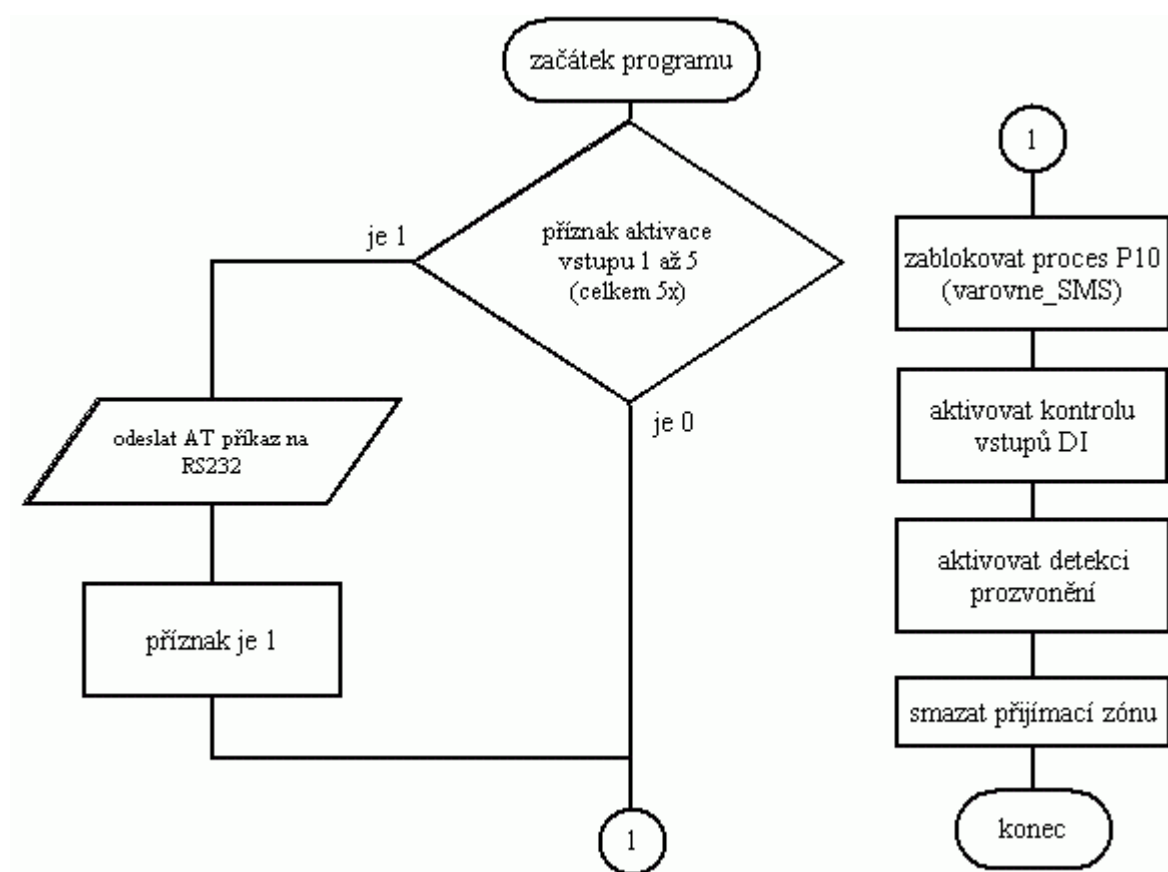 začátek programu
je 1
příznak aktivace
vstupu 1 až 5
(celkem 5x)
je 0
odeslat AT příkaz na
RS232
příznak je 1
1
1
zablokovat proces P10
(varovne_SMS)
aktivovat kontrolu
vstupů DI
aktivovat detekci
prozvonění
smazat přijímací zónu
konec